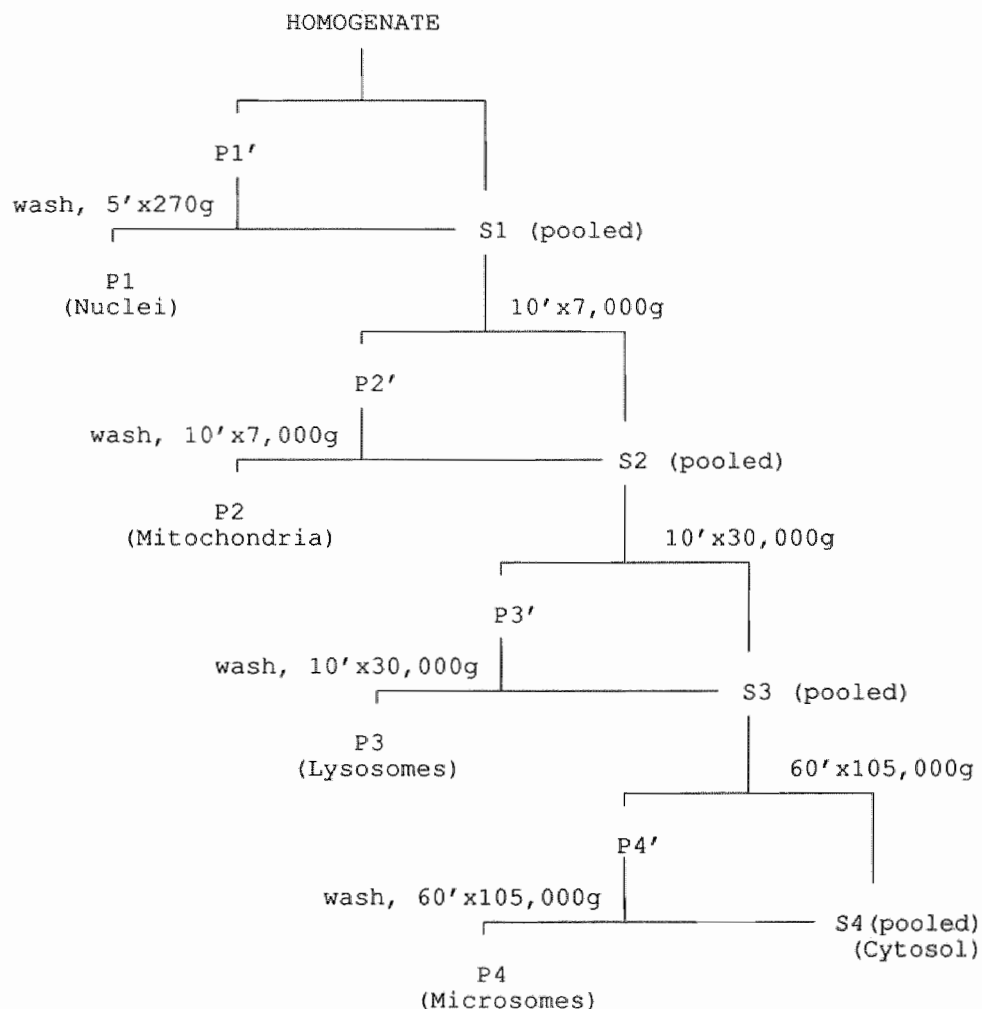 HOMOGENATE
P1'
wash, 5'x270g
S1 (pooled)
P1
(Nuclei)
10'x7,000g
P2'
wash, 10'x7,000g
S2 (pooled)
P2
(Mitochondria)
10'x30,000g
P3'
wash, 10'x30,000g
S3 (pooled)
P3
(Lysosomes)
60'x105,000g
P4'
wash, 60'x105,000g
S4(pooled)
(Cytosol)
P4
(Microsomes)